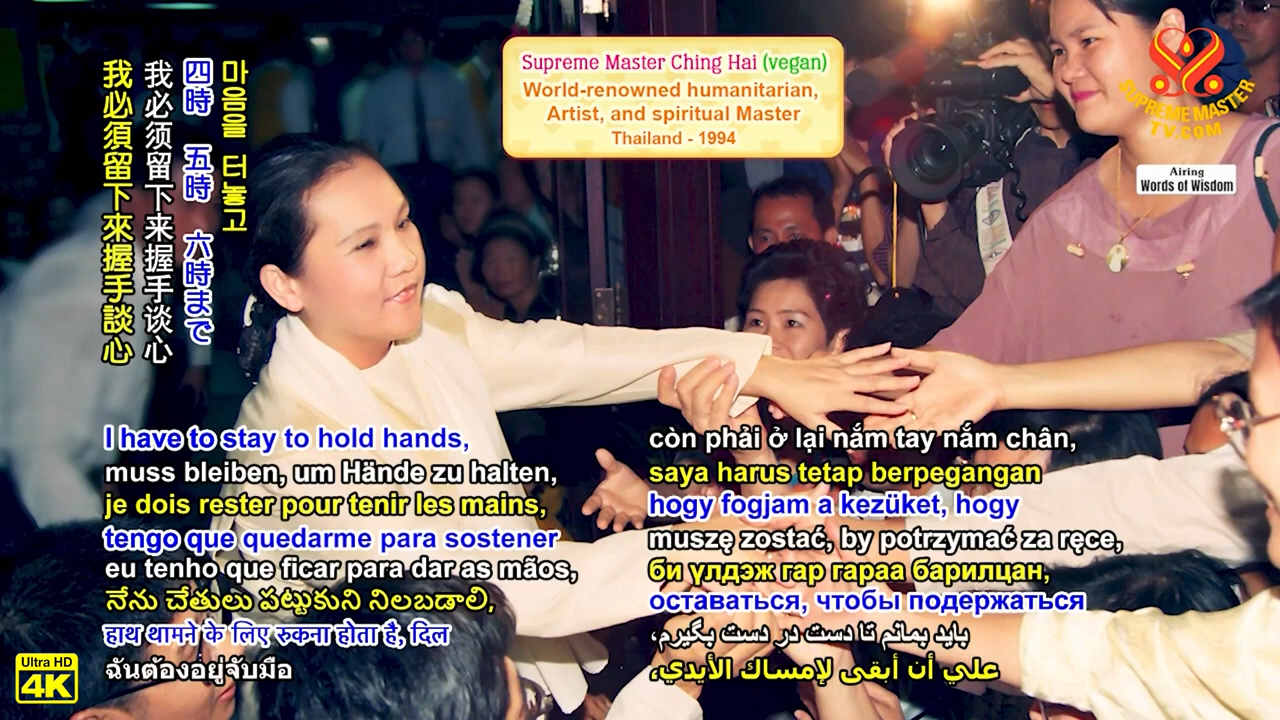 Supreme Master Ching Hai (vegan)
World-renowned humanitarian,
Artist, and spiritual Master
Thailand - 1994
SUPREME MASTER
TV.COM
Airing
Words of Wisdom
我必須留下來握手談心
我必须留下来握手谈心
四時 五時 六時まで
마음을 터놓고
I have to stay to hold hands,
muss bleiben, um Hände zu halten,
je dois rester pour tenir les mains,
tengo que quedarme para sostener
eu tenho que ficar para dar as mãos,
నేను చేతులు పట్టుకుని నిలబడాలి,
हाथ थामने के लिए रुकना होता है, दिल
ฉันต้องอยู่จับมือ
còn phải ở lại nắm tay nắm chân,
saya harus tetap berpegangan
hogy fogjam a kezüket, hogy
muszę zostać, by potrzymać za ręce,
би үлдэж гар гараа барилцан,
оставаться, чтобы подержаться
باید بمانم تا دست در دست بگیرم،
علي أن أبقى لإمساك الأيدي،
Ultra HD
4K